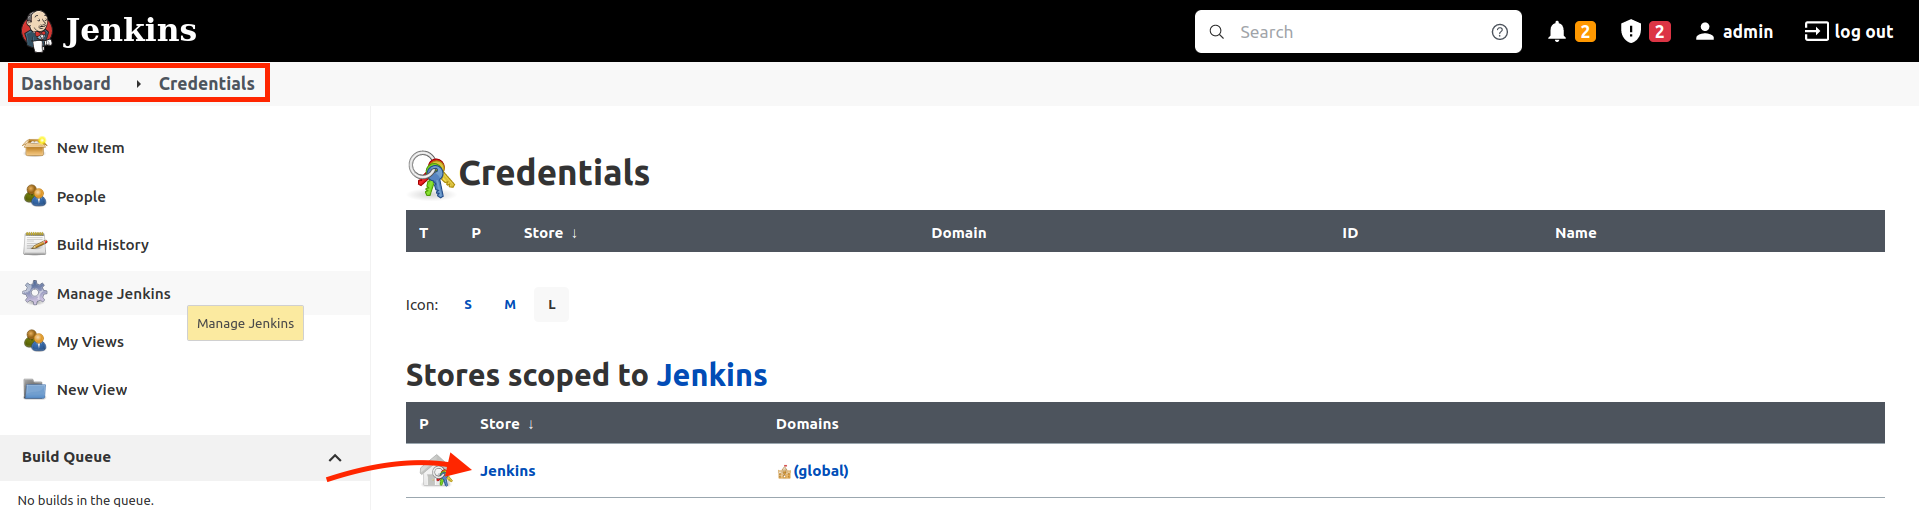 Jenkins
Search
2
2
admin
log out
Dashboard
Credentials
New Item
People
Build History
Manage Jenkins
Manage Jenkins
My Views
New View
Build Queue
No builds in the queue.
Credentials
T P Store ↓ Domain ID Name
Icon: S M L
Stores scoped to Jenkins
P Store ↓ Domains
Jenkins (global)